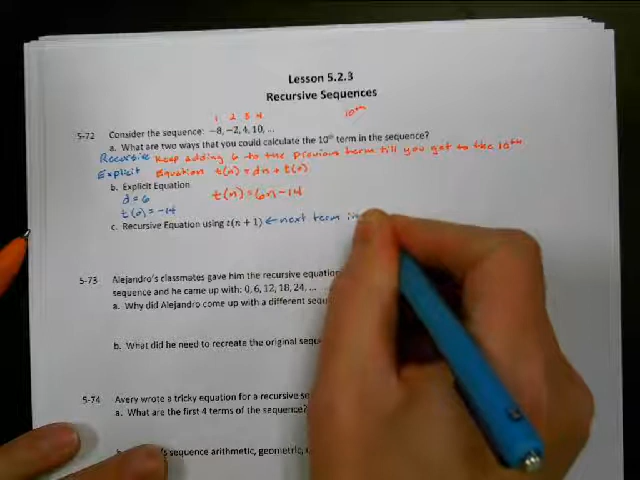 Lesson 5.2.3
Recursive Sequences
1 2 3 4 10th
5-72 Consider the sequence: −8, −2, 4, 10, ...
a. What are two ways that you could calculate the 10th term in the sequence?
Recursive Keep adding 6 to the previous term till you get to the 10th
Explicit Equation t(n) = dn + t(0)
b. Explicit Equation
d = 6 t(n) = 6n − 14
t(0) = −14
c. Recursive Equation using t(n + 1) ← next term in
5-73 Alejandro's classmates gave him the recursive equation
sequence and he came up with: 0, 6, 12, 18, 24, ...
a. Why did Alejandro come up with a different
b. What did he need to recreate the original
5-74 Avery wrote a tricky equation for a recursive
a. What are the first 4 terms of the sequence?
sequence arithmetic, geometric,